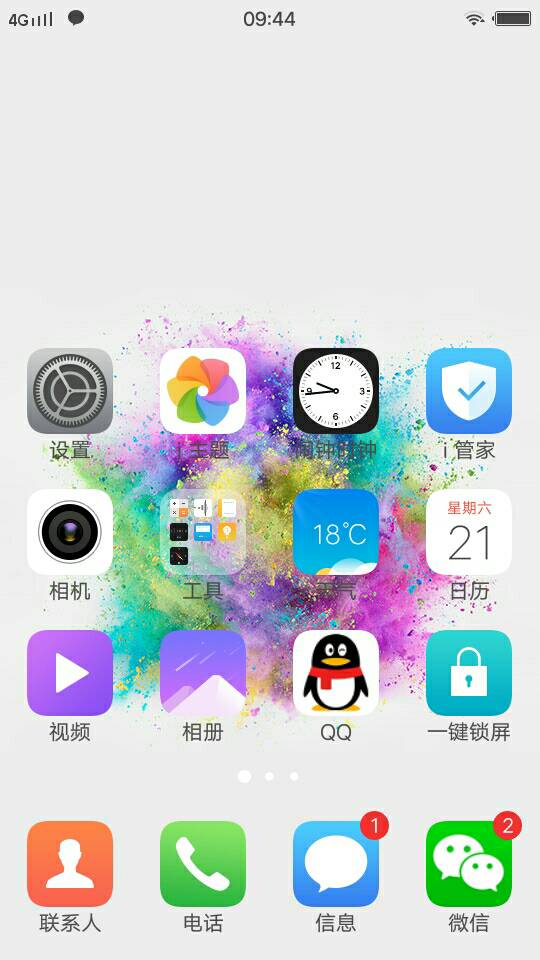 4G 09:44
12
9 3
6
设置 i 主题 闹钟时钟 i 管家
18℃ 星期六
21
相机 工具 天气 日历
视频 相册 QQ 一键锁屏
1 2
联系人 电话 信息 微信